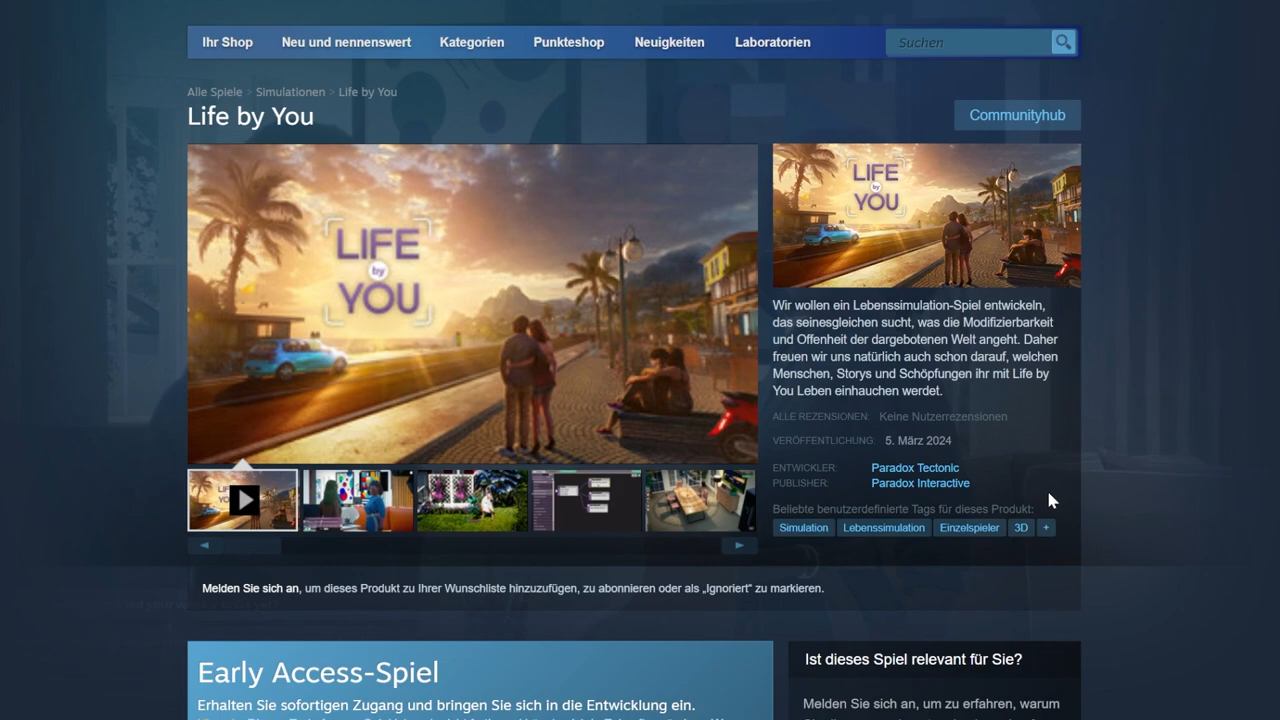 Ihr Shop Neu und nennenswert Kategorien Punkteshop Neuigkeiten Laboratorien Suchen
Alle Spiele > Simulationen > Life by You
Life by You
Communityhub
LIFE
by
YOU
LIFE
by
YOU
Wir wollen ein Lebenssimulation-Spiel entwickeln,
das seinesgleichen sucht, was die Modifizierbarkeit
und Offenheit der dargebotenen Welt angeht. Daher
freuen wir uns natürlich auch schon darauf, welchen
Menschen, Storys und Schöpfungen ihr mit Life by
You Leben einhauchen werdet.
ALLE REZENSIONEN: Keine Nutzerrezensionen
VERÖFFENTLICHUNG: 5. März 2024
ENTWICKLER: Paradox Tectonic
PUBLISHER: Paradox Interactive
Beliebte benutzerdefinierte Tags für dieses Produkt:
Simulation Lebenssimulation Einzelspieler 3D +
Melden Sie sich an, um dieses Produkt zu Ihrer Wunschliste hinzuzufügen, zu abonnieren oder als „Ignoriert" zu markieren.
Early Access-Spiel
Erhalten Sie sofortigen Zugang und bringen Sie sich in die Entwicklung ein.
Ist dieses Spiel relevant für Sie?
Melden Sie sich an, um zu erfahren, warum